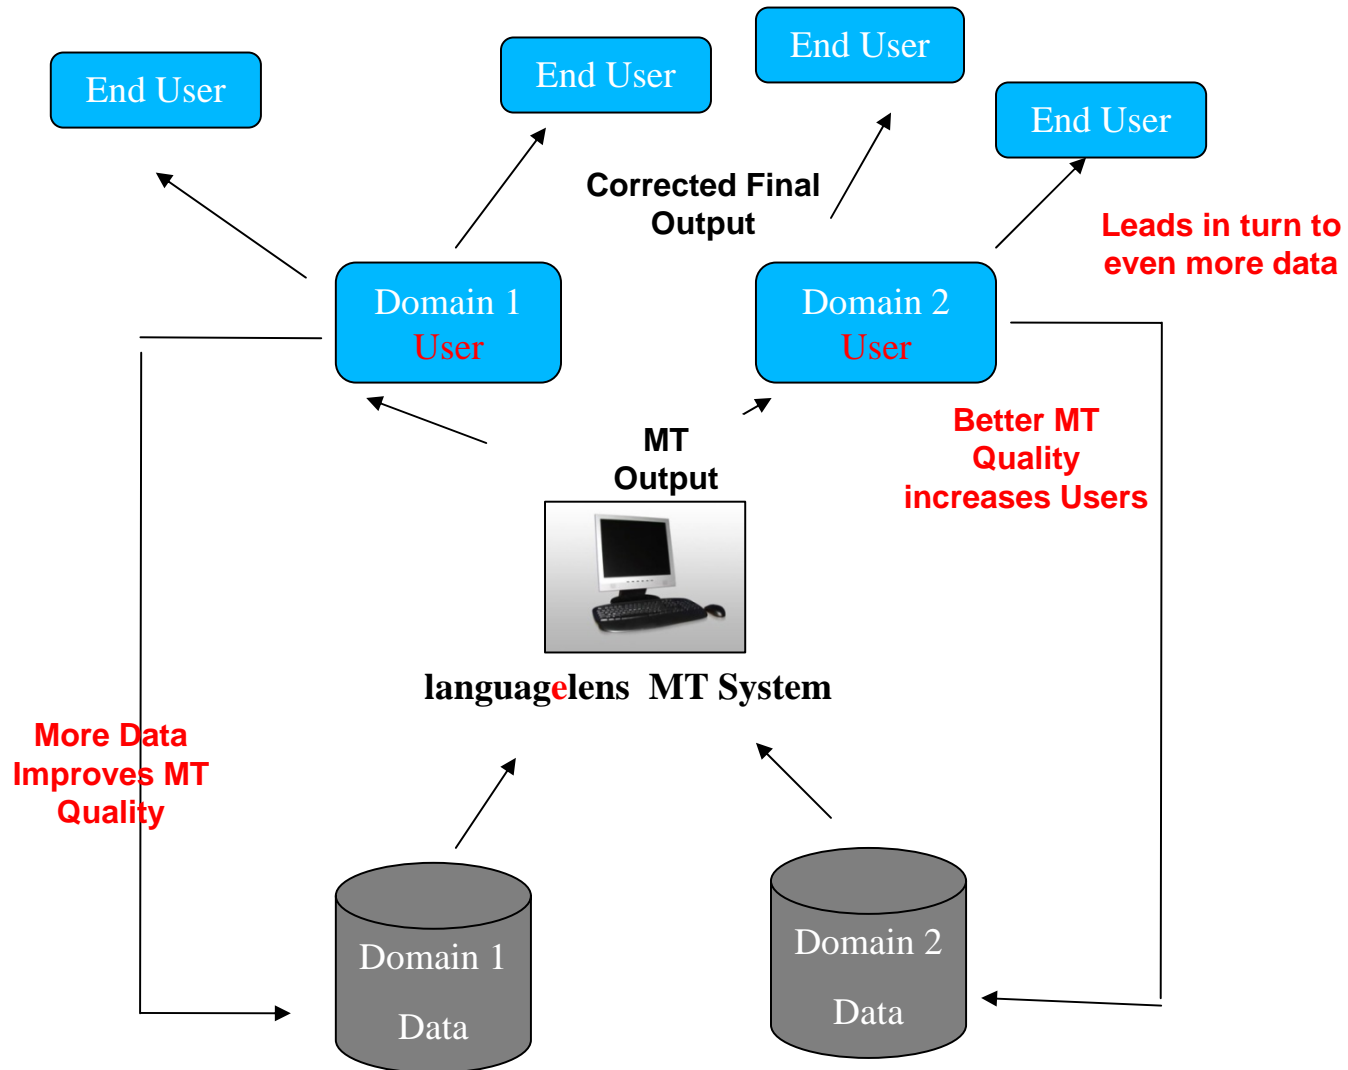 End User
End User
End User
End User
Corrected Final
Output
Leads in turn to
even more data
Domain 1
User
Domain 2
User
MT
Output
Better MT
Quality
increases Users
languagelens MT System
More Data
Improves MT
Quality
Domain 1
Data
Domain 2
Data